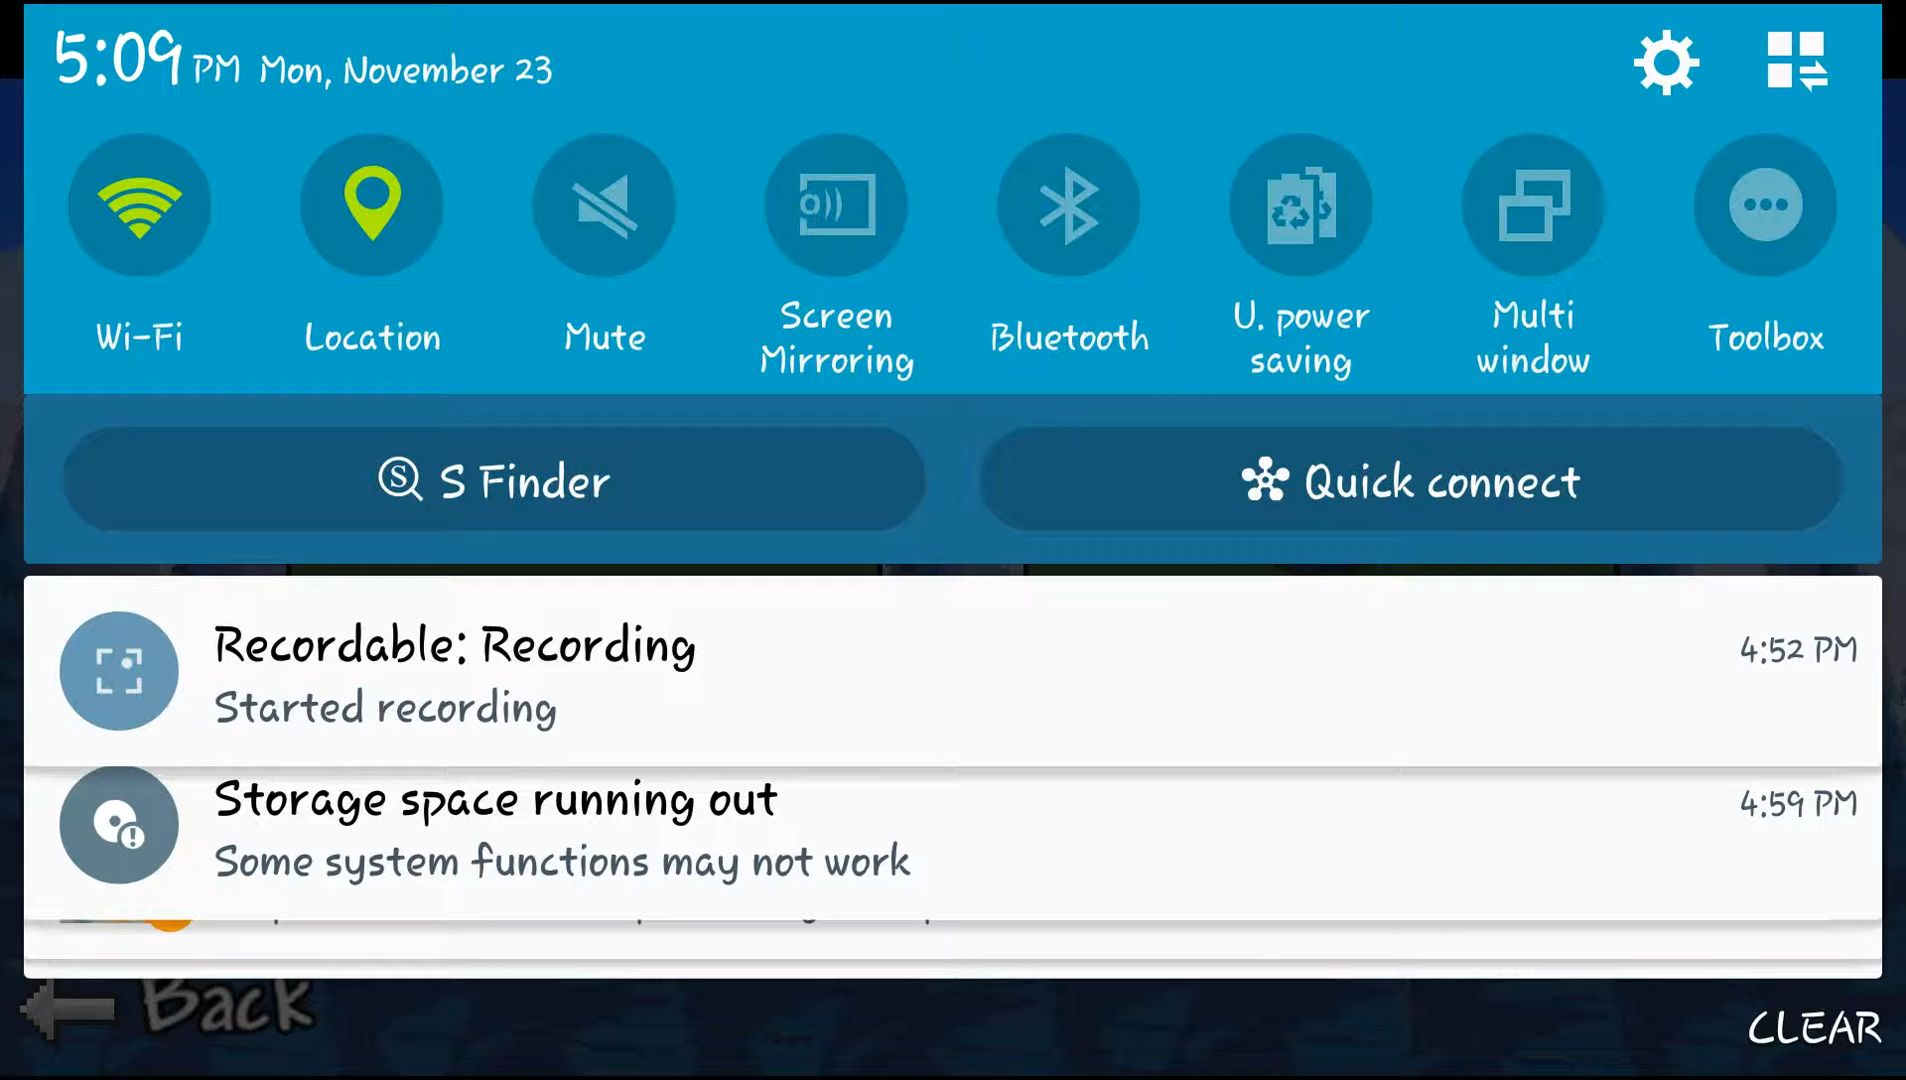 5:09 PM Mon, November 23
Wi-Fi
Location
Mute
Screen
Mirroring
Bluetooth
U. power
saving
Multi
window
Toolbox
S Finder
Quick connect
Recordable: Recording
4:52 PM
Started recording
Storage space running out
4:59 PM
Some system functions may not work
Back
CLEAR